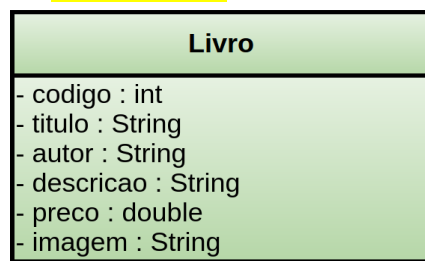 Livro
- codigo : int
- titulo : String
- autor : String
- descricao : String
- preco : double
- imagem : String